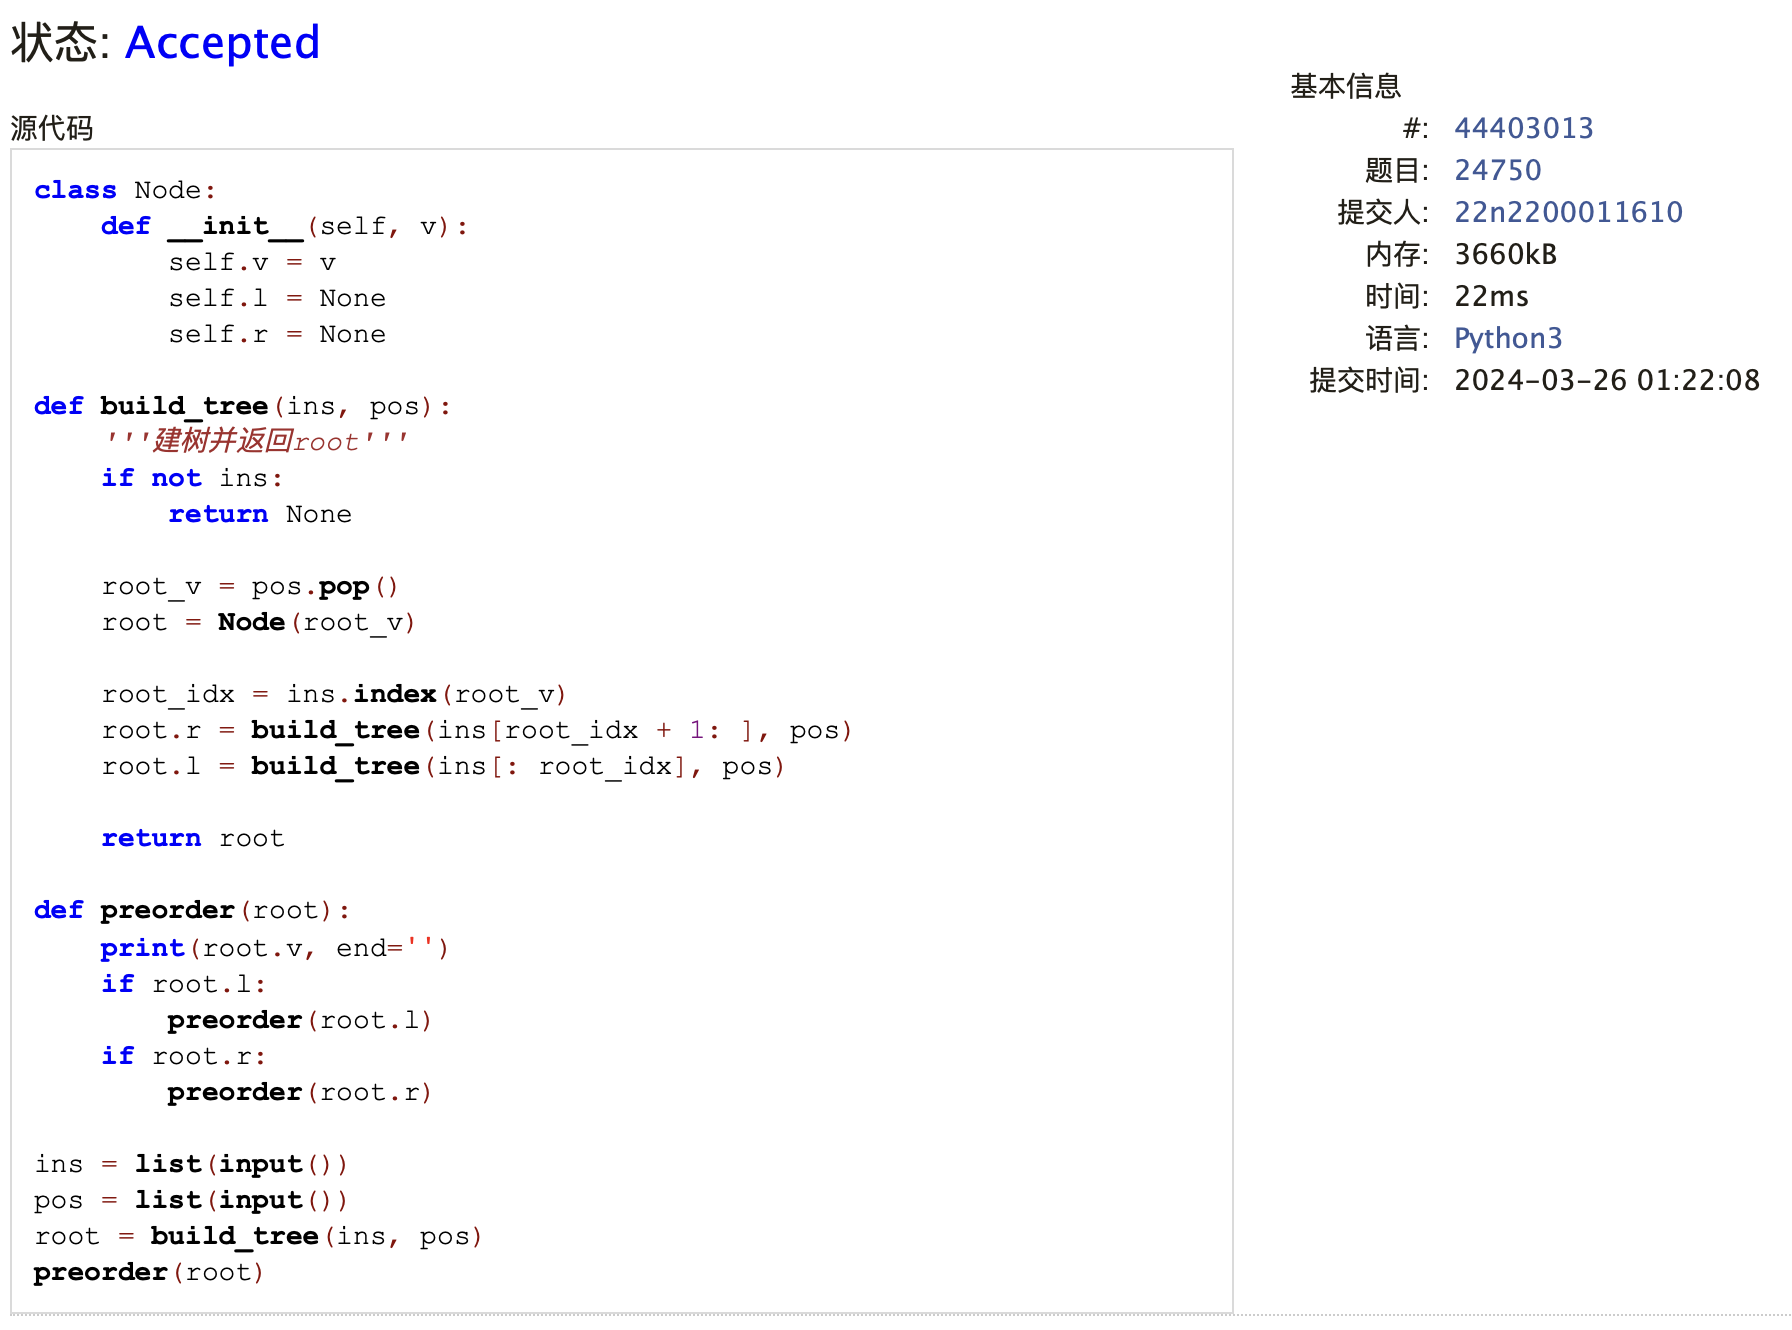 状态: Accepted
源代码
class Node:
    def __init__(self, v):
        self.v = v
        self.l = None
        self.r = None

def build_tree(ins, pos):
    '''建树并返回root'''
    if not ins:
        return None

    root_v = pos.pop()
    root = Node(root_v)

    root_idx = ins.index(root_v)
    root.r = build_tree(ins[root_idx + 1: ], pos)
    root.l = build_tree(ins[: root_idx], pos)

    return root

def preorder(root):
    print(root.v, end='')
    if root.l:
        preorder(root.l)
    if root.r:
        preorder(root.r)

ins = list(input())
pos = list(input())
root = build_tree(ins, pos)
preorder(root)
基本信息
#: 44403013
题目: 24750
提交人: 22n2200011610
内存: 3660kB
时间: 22ms
语言: Python3
提交时间: 2024-03-26 01:22:08